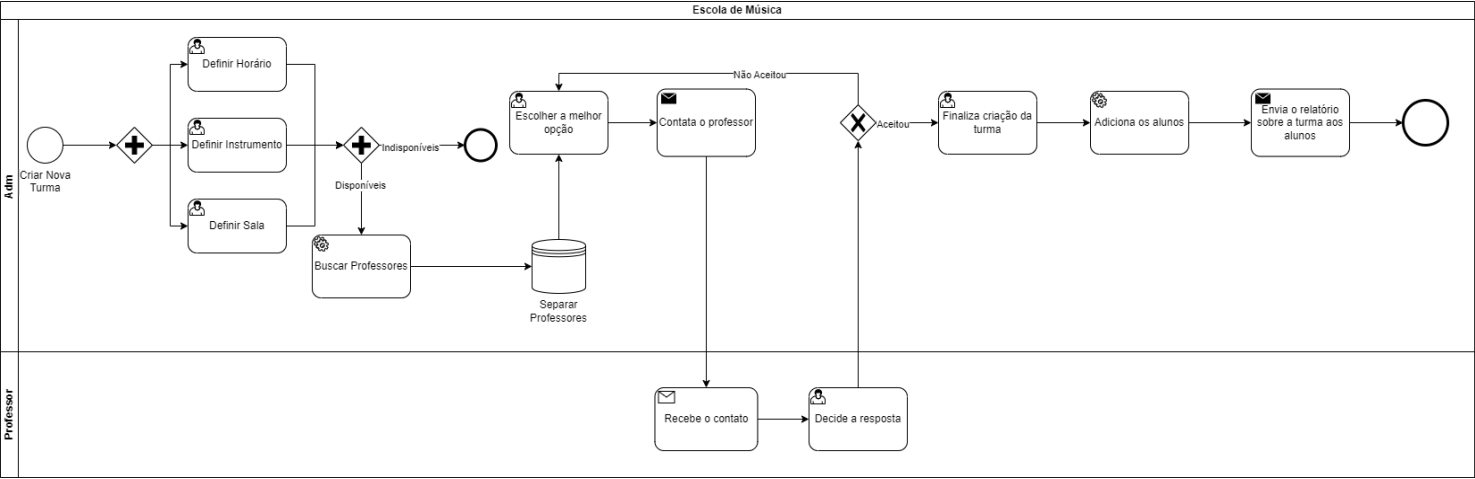 Escola de Música
Adm
Criar Nova
Turma
Definir Horário
Definir Instrumento
Definir Sala
Indisponíveis
Disponíveis
Buscar Professores
Separar
Professores
Escolher a melhor
opção
Contata o professor
Não Aceitou
Aceitou
Finaliza criação da
turma
Adiciona os alunos
Envia o relatório
sobre a turma aos
alunos
Professor
Recebe o contato
Decide a resposta